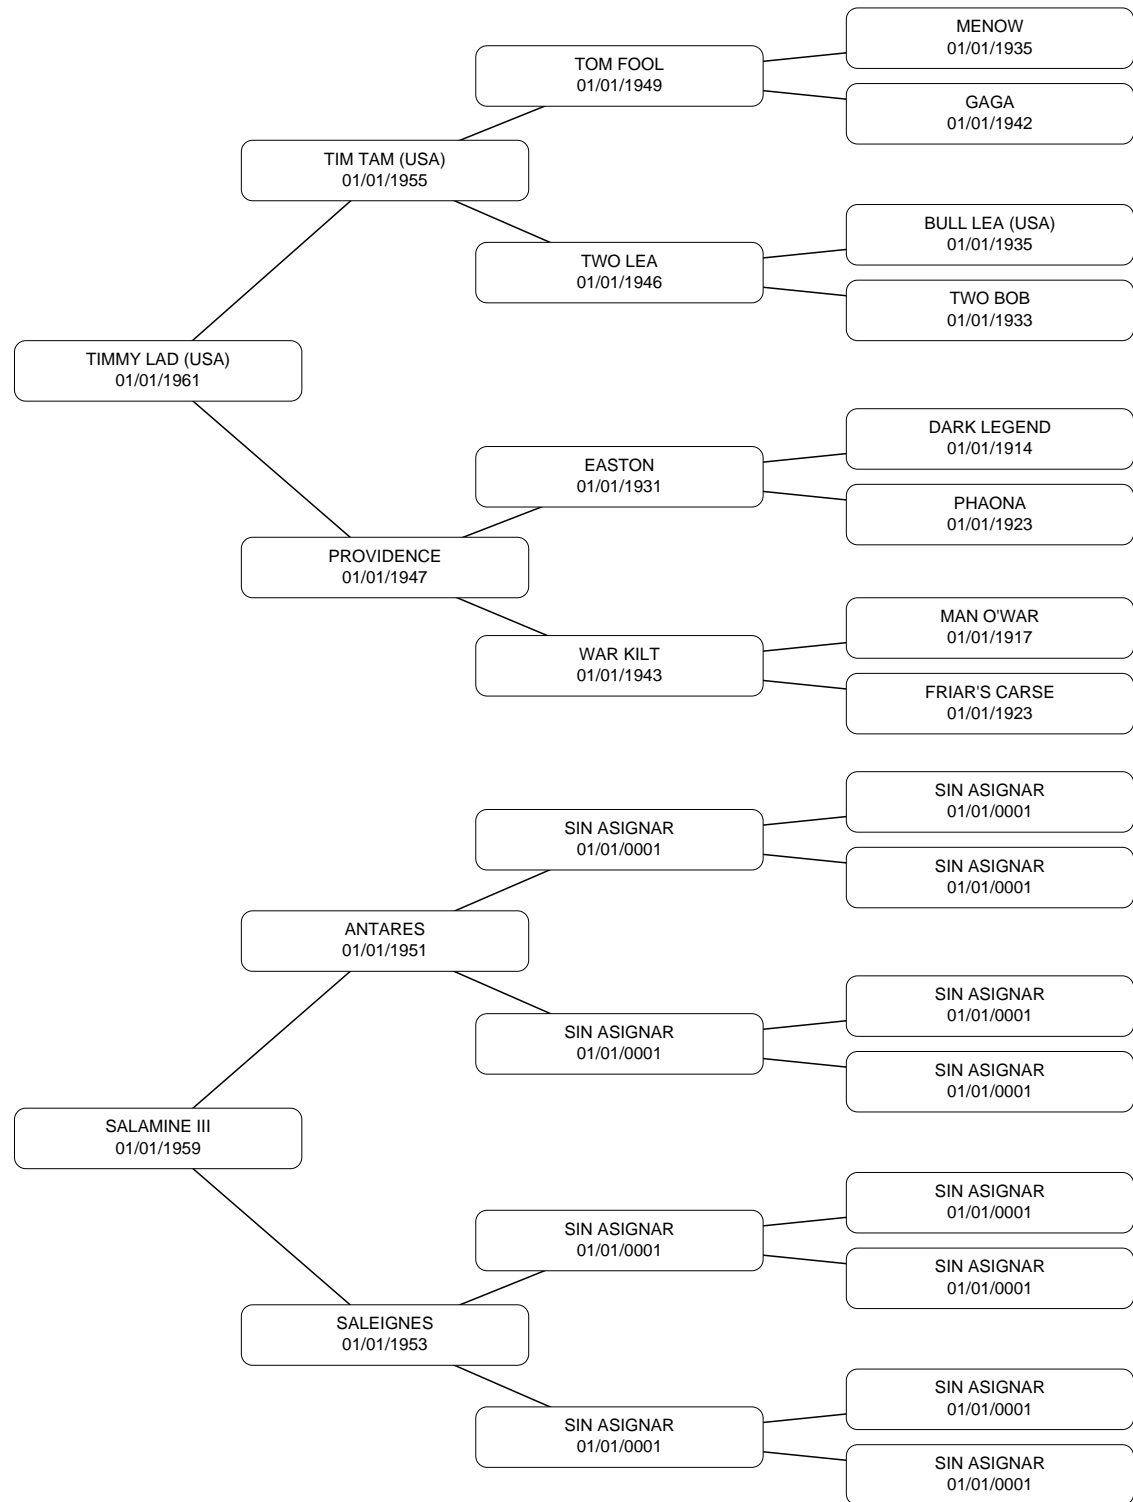 MENOW
01/01/1935
TOM FOOL
01/01/1949
GAGA
01/01/1942
TIM TAM (USA)
01/01/1955
BULL LEA (USA)
01/01/1935
TWO LEA
01/01/1946
TWO BOB
01/01/1933
TIMMY LAD (USA)
01/01/1961
DARK LEGEND
01/01/1914
EASTON
01/01/1931
PHAONA
01/01/1923
PROVIDENCE
01/01/1947
MAN O'WAR
01/01/1917
WAR KILT
01/01/1943
FRIAR'S CARSE
01/01/1923
SIN ASIGNAR
01/01/0001
SIN ASIGNAR
01/01/0001
SIN ASIGNAR
01/01/0001
ANTARES
01/01/1951
SIN ASIGNAR
01/01/0001
SIN ASIGNAR
01/01/0001
SIN ASIGNAR
01/01/0001
SALAMINE III
01/01/1959
SIN ASIGNAR
01/01/0001
SIN ASIGNAR
01/01/0001
SIN ASIGNAR
01/01/0001
SALEIGNES
01/01/1953
SIN ASIGNAR
01/01/0001
SIN ASIGNAR
01/01/0001
SIN ASIGNAR
01/01/0001